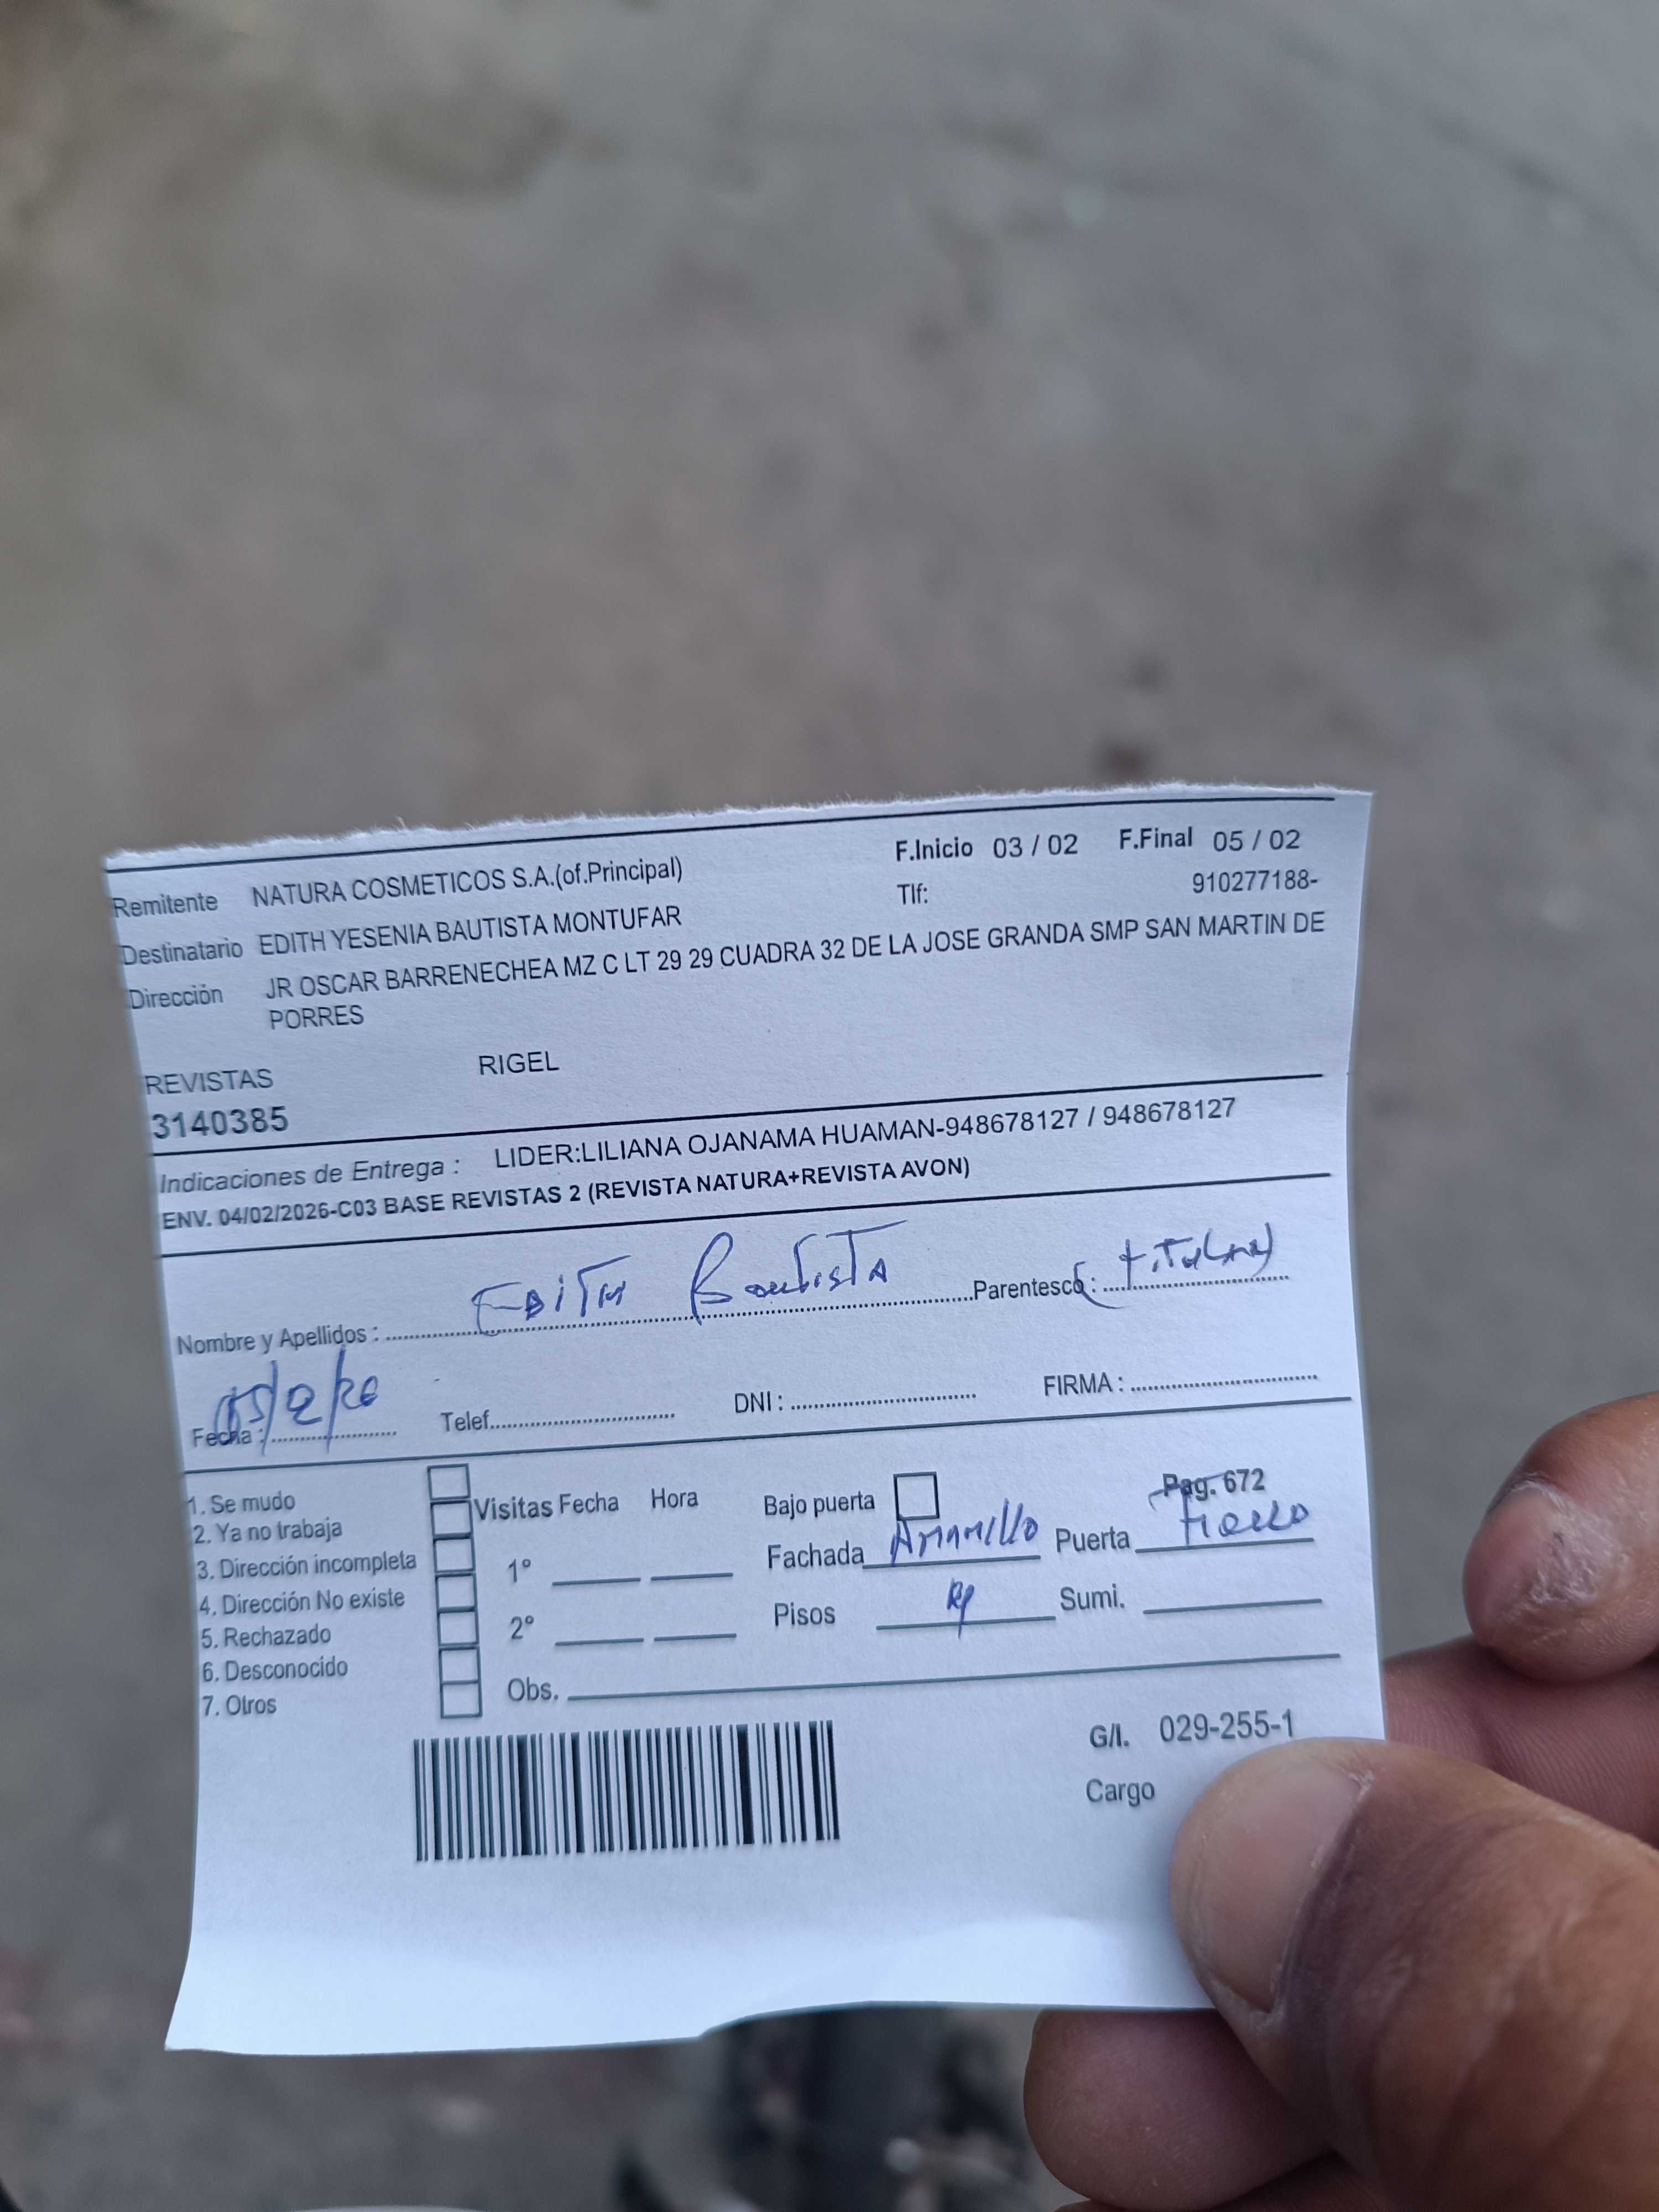 Remitente NATURA COSMETICOS S.A.(of.Principal) F.Inicio 03 / 02 F.Final 05 / 02
Destinatario EDITH YESENIA BAUTISTA MONTUFAR Tlf: 910277188-
Dirección JR OSCAR BARRENECHEA MZ C LT 29 29 CUADRA 32 DE LA JOSE GRANDA SMP SAN MARTIN DE
PORRES
REVISTAS RIGEL
3140385
Indicaciones de Entrega : LIDER:LILIANA OJANAMA HUAMAN-948678127 / 948678127
ENV. 04/02/2026-C03 BASE REVISTAS 2 (REVISTA NATURA+REVISTA AVON)
Nombre y Apellidos : EDITH Bautista Parentesco : (titular)
Fecha : 05/2/26 Telef. DNI : FIRMA :
1. Se mudo
2. Ya no trabaja
3. Dirección incompleta
4. Dirección No existe
5. Rechazado
6. Desconocido
7. Otros
Visitas Fecha Hora
1°
2°
Bajo puerta Pag. 672
Fachada Amarillo Puerta Fierro
Pisos Sumi.
Obs.
G/I. 029-255-1
Cargo